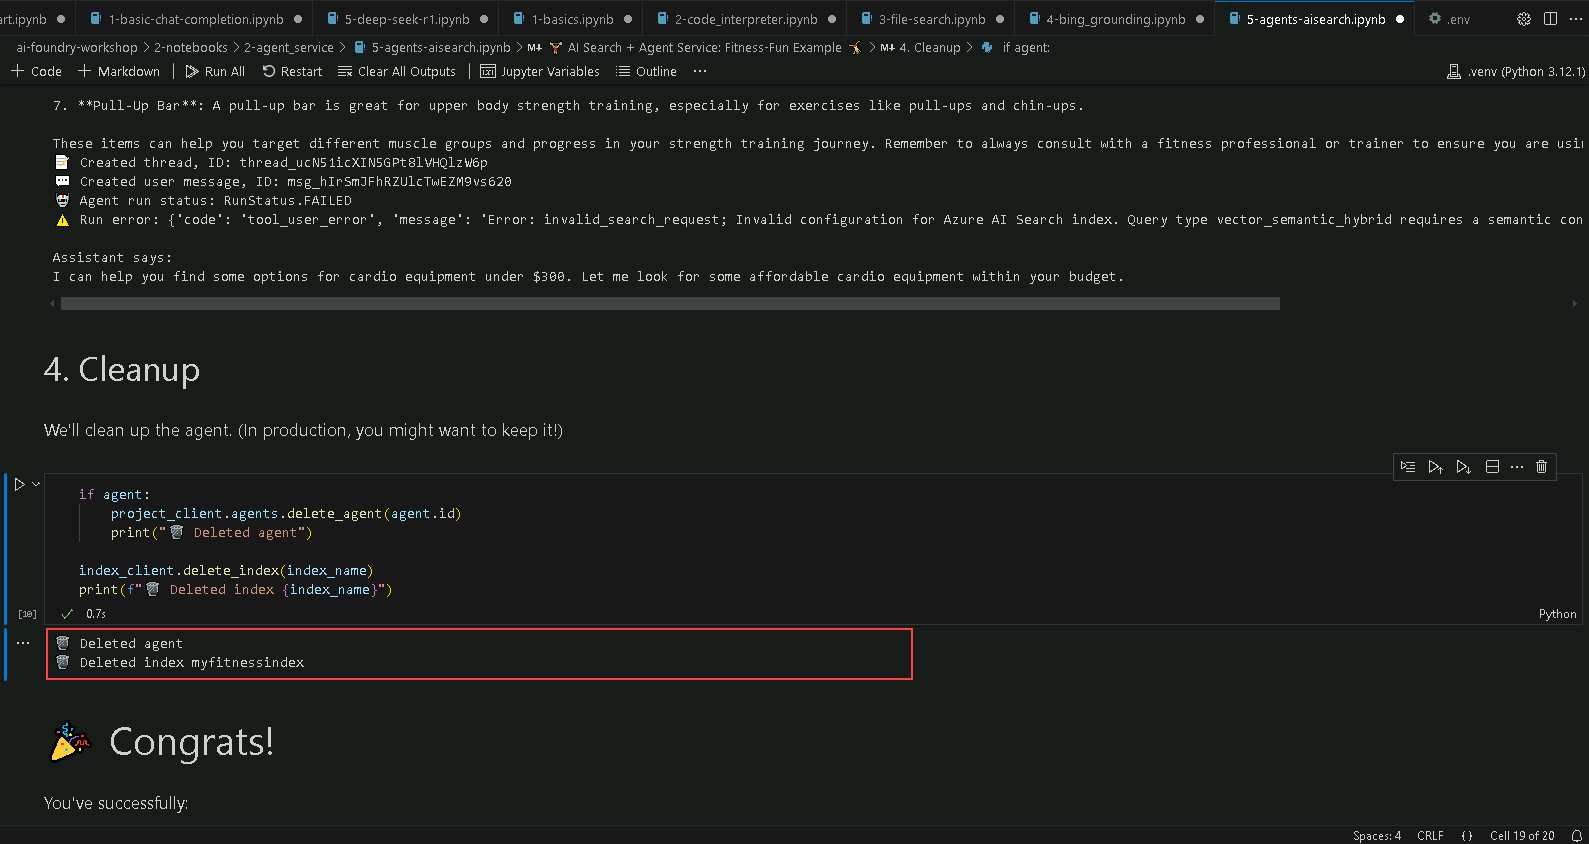 art.ipynb 1-basic-chat-completion.ipynb 5-deep-seek-r1.ipynb 1-basics.ipynb 2-code_interpreter.ipynb 3-file-search.ipynb 4-bing_grounding.ipynb 5-agents-aisearch.ipynb .env
ai-foundry-workshop > 2-notebooks > 2-agent_service > 5-agents-aisearch.ipynb > M↓ 🏋 AI Search + Agent Service: Fitness-Fun Example 🤸 > M↓ 4. Cleanup > if agent:
+ Code + Markdown Run All Restart Clear All Outputs Jupyter Variables Outline ... .venv (Python 3.12.1)
7. **Pull-Up Bar**: A pull-up bar is great for upper body strength training, especially for exercises like pull-ups and chin-ups.
These items can help you target different muscle groups and progress in your strength training journey. Remember to always consult with a fitness professional or trainer to ensure you are usin
📝 Created thread, ID: thread_ucN51icXIN5GPt8lVHQlzW6p
💬 Created user message, ID: msg_hIrSmJFhRZUlcTwEZM9vs620
🤖 Agent run status: RunStatus.FAILED
⚠️ Run error: {'code': 'tool_user_error', 'message': 'Error: invalid_search_request; Invalid configuration for Azure AI Search index. Query type vector_semantic_hybrid requires a semantic con
Assistant says:
I can help you find some options for cardio equipment under $300. Let me look for some affordable cardio equipment within your budget.
4. Cleanup
We'll clean up the agent. (In production, you might want to keep it!)
if agent:
project_client.agents.delete_agent(agent.id)
print("🗑️ Deleted agent")
index_client.delete_index(index_name)
print(f"🗑️ Deleted index {index_name}")
[10] ✓ 0.7s Python
... 🗑️ Deleted agent
🗑️ Deleted index myfitnessindex
🎉 Congrats!
You've successfully:
Spaces: 4 CRLF {} Cell 19 of 20